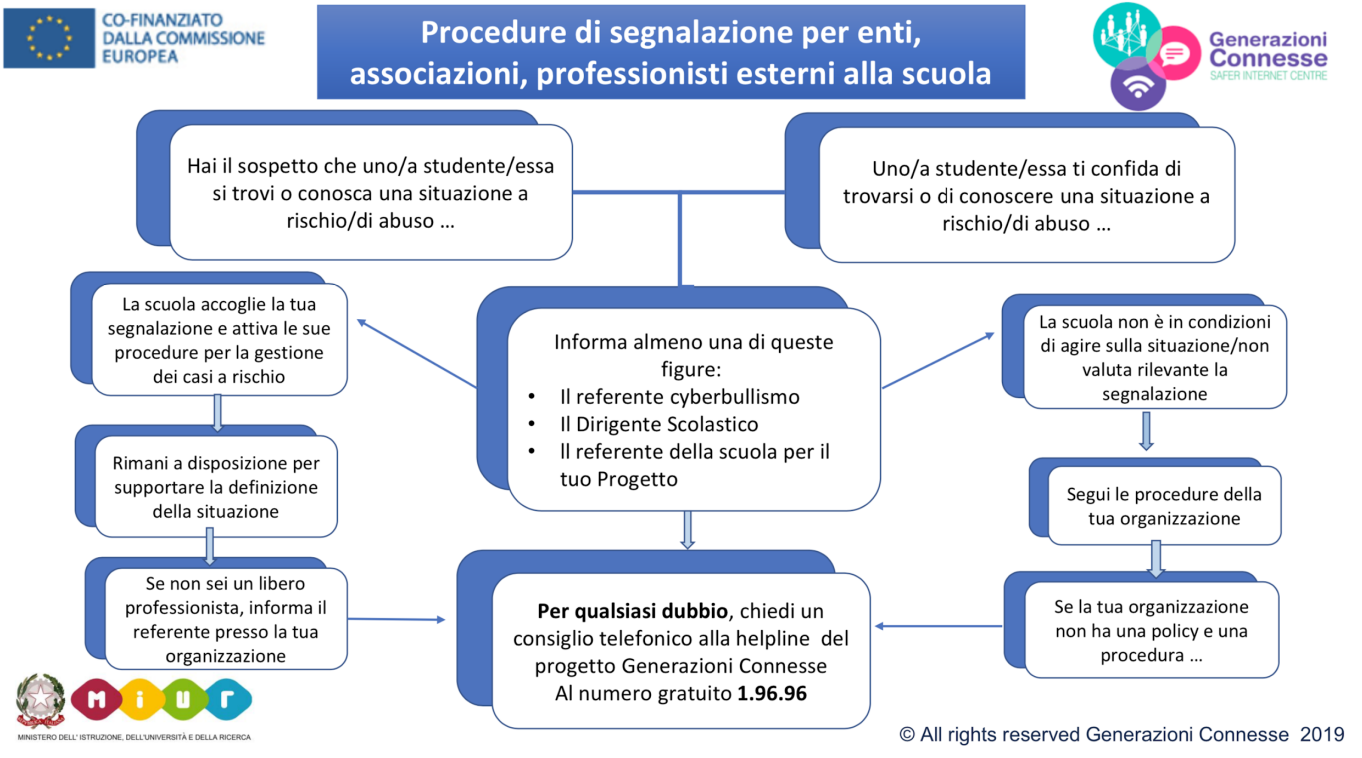 CO-FINANZIATO
DALLA COMMISSIONE
EUROPEA
Procedure di segnalazione per enti,
associazioni, professionisti esterni alla scuola
Generazioni
Connesse
SAFER INTERNET CENTRE
Hai il sospetto che uno/a studente/essa
si trovi o conosca una situazione a
rischio/di abuso ...
Uno/a studente/essa ti confida di
trovarsi o di conoscere una situazione a
rischio/di abuso ...
La scuola accoglie la tua
segnalazione e attiva le sue
procedure per la gestione
dei casi a rischio
Informa almeno una di queste
figure:
• Il referente cyberbullismo
• Il Dirigente Scolastico
• ll referente della scuola per il
tuo Progetto
La scuola non è in condizioni
di agire sulla situazione/non
valuta rilevante la
segnalazione
Rimani a disposizione per
supportare la definizione
della situazione
Segui le procedure della
tua organizzazione
Se non sei un libero
professionista, informa il
referente presso la tua
organizzazione
Per qualsiasi dubbio, chiedi un
consiglio telefonico alla helpline del
progetto Generazioni Connesse
Al numero gratuito 1.96.96
Se la tua organizzazione
non ha una policy e una
procedura ...
miur
MINISTERO DELL' ISTRUZIONE, DELL'UNIVERSITÀ E DELLA RICERCA
© All rights reserved Generazioni Connesse 2019